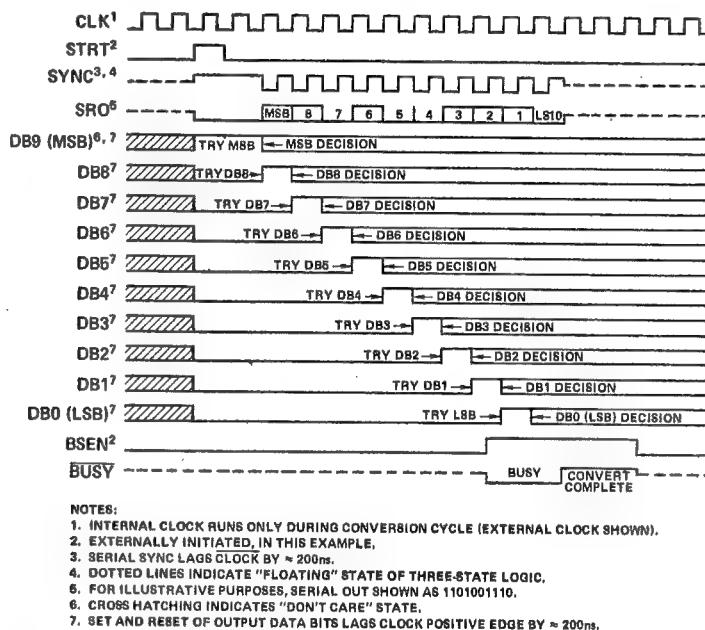 CLK1
STRT2
SYNC3, 4
SRO5 MSB 8 7 6 5 4 3 2 1 LS10
DB9 (MSB)6, 7 TRY MSB MSB DECISION
DB87 TRY DB8 DB8 DECISION
DB77 TRY DB7 DB7 DECISION
DB67 TRY DB6 DB6 DECISION
DB57 TRY DB5 DB5 DECISION
DB47 TRY DB4 DB4 DECISION
DB37 TRY DB3 DB3 DECISION
DB27 TRY DB2 DB2 DECISION
DB17 TRY DB1 DB1 DECISION
DB0 (LSB)7 TRY LSB DB0 (LSB) DECISION
BSEN2
BUSY BUSY CONVERT COMPLETE
NOTES:
1. INTERNAL CLOCK RUNS ONLY DURING CONVERSION CYCLE (EXTERNAL CLOCK SHOWN).
2. EXTERNALLY INITIATED, IN THIS EXAMPLE,
3. SERIAL SYNC LAGS CLOCK BY ≈ 200ns.
4. DOTTED LINES INDICATE "FLOATING" STATE OF THREE-STATE LOGIC.
5. FOR ILLUSTRATIVE PURPOSES, SERIAL OUT SHOWN AS 1101001110.
6. CROSS HATCHING INDICATES "DON'T CARE" STATE.
7. SET AND RESET OF OUTPUT DATA BITS LAGS CLOCK POSITIVE EDGE BY ≈ 200ns.